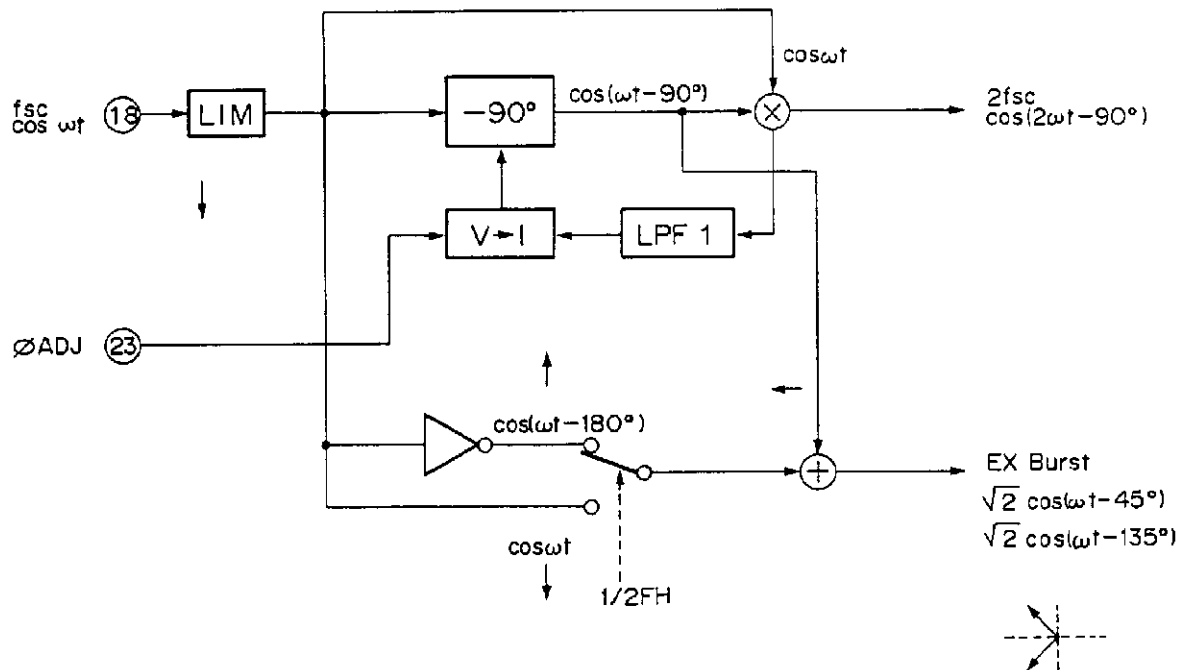 cosωt
fsc
cos ωt
18
LIM
−90°
cos(ωt−90°)
×
2fsc
cos(2ωt−90°)
V→I
LPF 1
ØADJ
23
cos(ωt−180°)
+
EX Burst
√2 cos(ωt−45°)
√2 cos(ωt−135°)
cosωt
1/2FH